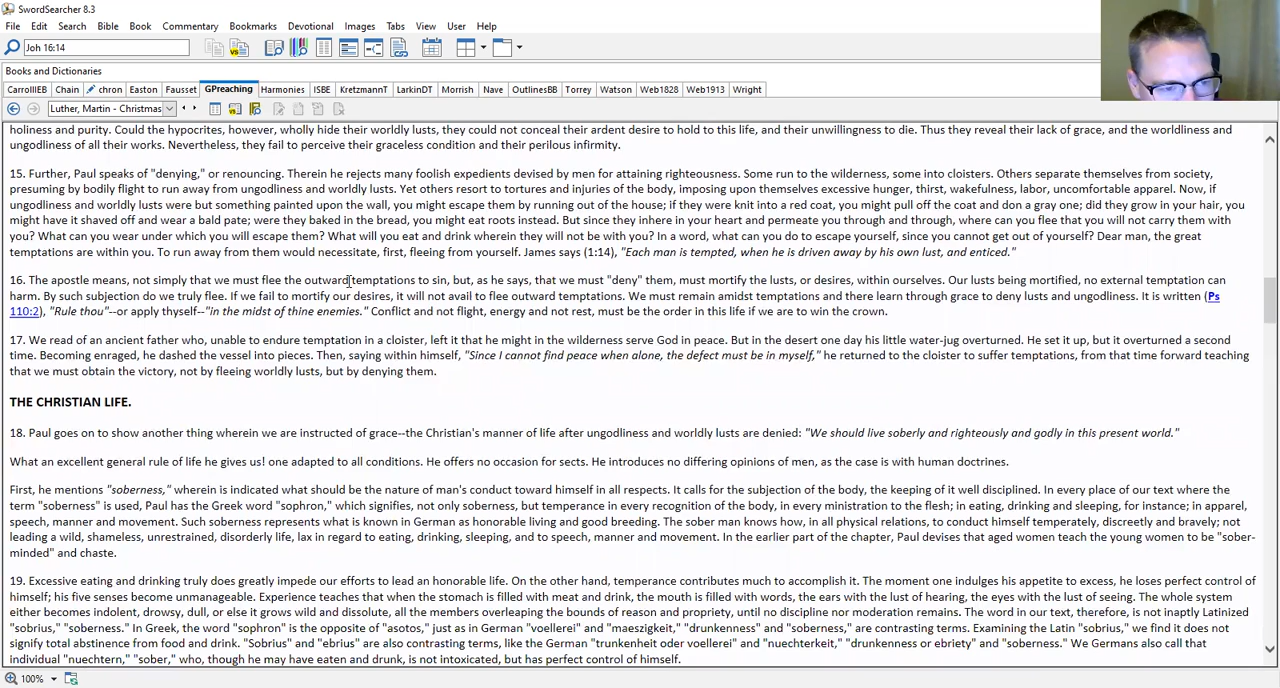 SwordSearcher 8.3
File Edit Search Bible Book Commentary Bookmarks Devotional Images Tabs View User Help
Joh 16:14
Books and Dictionaries
CarrollIEB Chain chron Easton Fausset GPreaching Harmonies ISBE KretzmannT LarkinDT Morrish Nave OutlinesBB Torrey Watson Web1828 Web1913 Wright
Luther, Martin - Christmas
holiness and purity. Could the hypocrites, however, wholly hide their worldly lusts, they could not conceal their ardent desire to hold to this life, and their unwillingness to die. Thus they reveal their lack of grace, and the worldliness and
ungodliness of all their works. Nevertheless, they fail to perceive their graceless condition and their perilous infirmity.
15. Further, Paul speaks of "denying," or renouncing. Therein he rejects many foolish expedients devised by men for attaining righteousness. Some run to the wilderness, some into cloisters. Others separate themselves from society,
presuming by bodily flight to run away from ungodliness and worldly lusts. Yet others resort to tortures and injuries of the body, imposing upon themselves excessive hunger, thirst, wakefulness, labor, uncomfortable apparel. Now, if
ungodliness and worldly lusts were but something painted upon the wall, you might escape them by running out of the house; if they were knit into a red coat, you might pull off the coat and don a gray one; did they grow in your hair, you
might have it shaved off and wear a bald pate; were they baked in the bread, you might eat roots instead. But since they inhere in your heart and permeate you through and through, where can you flee that you will not carry them with
you? What can you wear under which you will escape them? What will you eat and drink wherein they will not be with you? In a word, what can you do to escape yourself, since you cannot get out of yourself? Dear man, the great
temptations are within you. To run away from them would necessitate, first, fleeing from yourself. James says (1:14), "Each man is tempted, when he is driven away by his own lust, and enticed."
16. The apostle means, not simply that we must flee the outward temptations to sin, but, as he says, that we must "deny" them, must mortify the lusts, or desires, within ourselves. Our lusts being mortified, no external temptation can
harm. By such subjection do we truly flee. If we fail to mortify our desires, it will not avail to flee outward temptations. We must remain amidst temptations and there learn through grace to deny lusts and ungodliness. It is written (Ps
110:2), "Rule thou"--or apply thyself--"in the midst of thine enemies." Conflict and not flight, energy and not rest, must be the order in this life if we are to win the crown.
17. We read of an ancient father who, unable to endure temptation in a cloister, left it that he might in the wilderness serve God in peace. But in the desert one day his little water-jug overturned. He set it up, but it overturned a second
time. Becoming enraged, he dashed the vessel into pieces. Then, saying within himself, "Since I cannot find peace when alone, the defect must be in myself," he returned to the cloister to suffer temptations, from that time forward teaching
that we must obtain the victory, not by fleeing worldly lusts, but by denying them.
THE CHRISTIAN LIFE.
18. Paul goes on to show another thing wherein we are instructed of grace--the Christian's manner of life after ungodliness and worldly lusts are denied: "We should live soberly and righteously and godly in this present world."
What an excellent general rule of life he gives us! one adapted to all conditions. He offers no occasion for sects. He introduces no differing opinions of men, as the case is with human doctrines.
First, he mentions "soberness," wherein is indicated what should be the nature of man's conduct toward himself in all respects. It calls for the subjection of the body, the keeping of it well disciplined. In every place of our text where the
term "soberness" is used, Paul has the Greek word "sophron," which signifies, not only soberness, but temperance in every recognition of the body, in every ministration to the flesh; in eating, drinking and sleeping, for instance; in apparel,
speech, manner and movement. Such soberness represents what is known in German as honorable living and good breeding. The sober man knows how, in all physical relations, to conduct himself temperately, discreetly and bravely; not
leading a wild, shameless, unrestrained, disorderly life, lax in regard to eating, drinking, sleeping, and to speech, manner and movement. In the earlier part of the chapter, Paul devises that aged women teach the young women to be "sober-
minded" and chaste.
19. Excessive eating and drinking truly does greatly impede our efforts to lead an honorable life. On the other hand, temperance contributes much to accomplish it. The moment one indulges his appetite to excess, he loses perfect control of
himself; his five senses become unmanageable. Experience teaches that when the stomach is filled with meat and drink, the mouth is filled with words, the ears with the lust of hearing, the eyes with the lust of seeing. The whole system
either becomes indolent, drowsy, dull, or else it grows wild and dissolute, all the members overleaping the bounds of reason and propriety, until no discipline nor moderation remains. The word in our text, therefore, is not inaptly Latinized
"sobrius," "soberness." In Greek, the word "sophron" is the opposite of "asotos," just as in German "voellerei" and "maeszigkeit," "drunkenness" and "soberness," are contrasting terms. Examining the Latin "sobrius," we find it does not
signify total abstinence from food and drink. "Sobrius" and "ebrius" are also contrasting terms, like the German "trunkenheit oder voellerei" and "nuechterkeit," "drunkenness or ebriety" and "soberness." We Germans also call that
individual "nuechtern," "sober," who, though he may have eaten and drunk, is not intoxicated, but has perfect control of himself.
100%